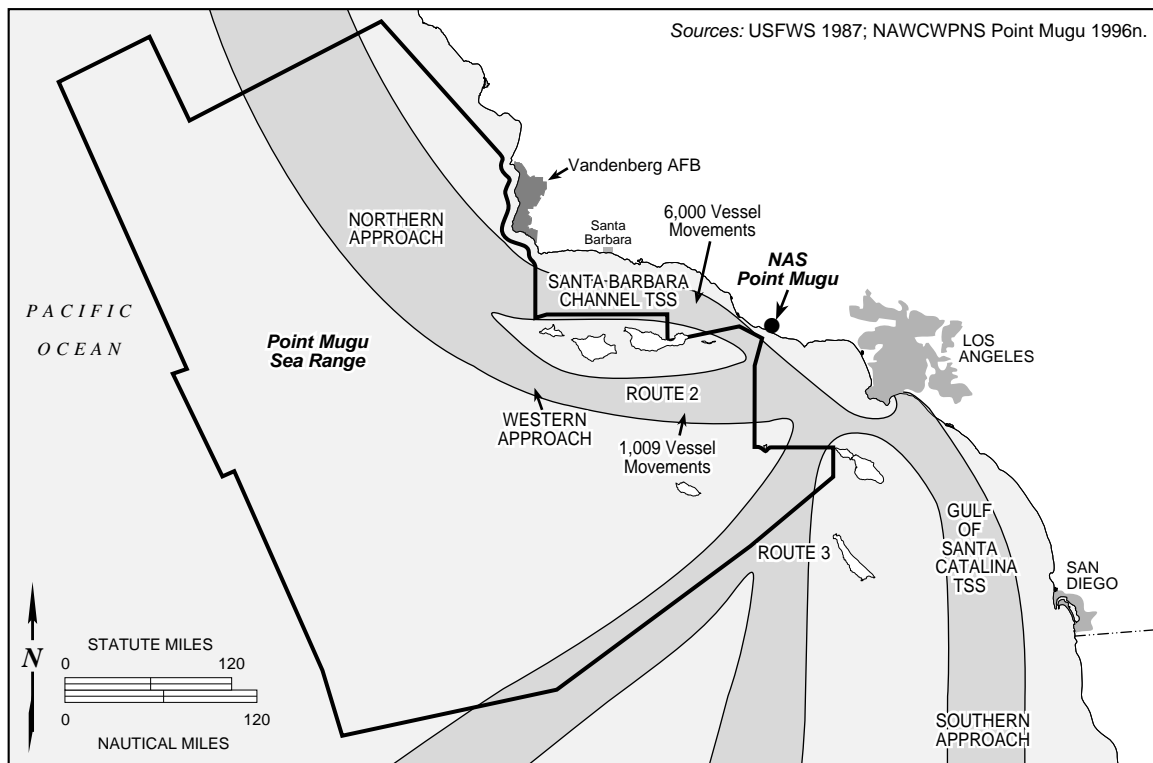 Sources: USFWS 1987; NAWCWPNS Point Mugu 1996n.
Vandenberg AFB
6,000 Vessel
Movements
NORTHERN
APPROACH
Santa
Barbara
NAS
Point Mugu
SANTA BARBARA
CHANNEL TSS
PACIFIC
OCEAN
Point Mugu
Sea Range
LOS
ANGELES
ROUTE 2
WESTERN
APPROACH
1,009 Vessel
Movements
GULF
OF
SANTA
CATALINA
TSS
ROUTE 3
SAN
DIEGO
N
STATUTE MILES
0 120
0 120
NAUTICAL MILES
SOUTHERN
APPROACH